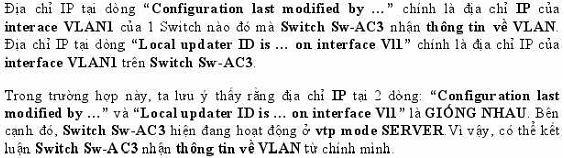 Địa chỉ IP tại dòng “Configuration last modified by ...” chính là địa chỉ IP của
interace VLAN1 của 1 Switch nào đó mà Switch Sw-AC3 nhận thông tin về VLAN.
Địa chỉ IP tại dòng “Local updater ID is ... on interface Vl1” chính là địa chỉ IP của
interface VLAN1 trên Switch Sw-AC3.
Trong trường hợp này, ta lưu ý thấy rằng địa chỉ IP tại 2 dòng: “Configuration last
modified by ...” và “Local updater ID is ... on interface Vl1” là GIỐNG NHAU. Bên
cạnh đó, Switch Sw-AC3 hiện đang hoạt động ở vtp mode SERVER. Vì vậy, có thể kết
luận Switch Sw-AC3 nhận thông tin về VLAN từ chính mình.